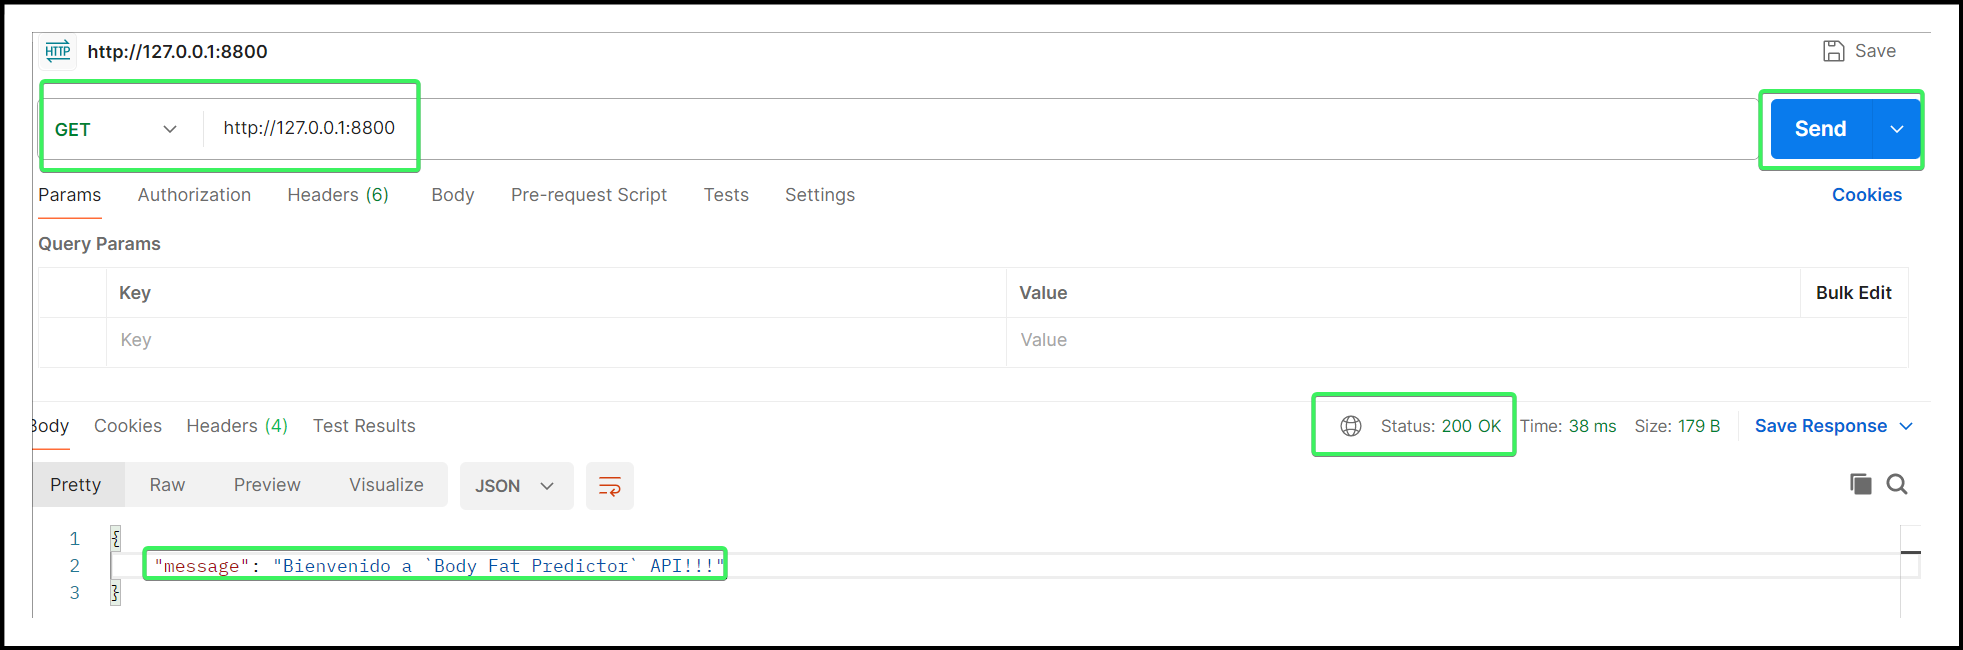 HTTP http://127.0.0.1:8800 Save
GET http://127.0.0.1:8800 Send
Params Authorization Headers (6) Body Pre-request Script Tests Settings Cookies
Query Params
Key Value Bulk Edit
Key Value
Body Cookies Headers (4) Test Results Status: 200 OK Time: 38 ms Size: 179 B Save Response
Pretty Raw Preview Visualize JSON
1 {
2 "message": "Bienvenido a `Body Fat Predictor` API!!!"
3 }